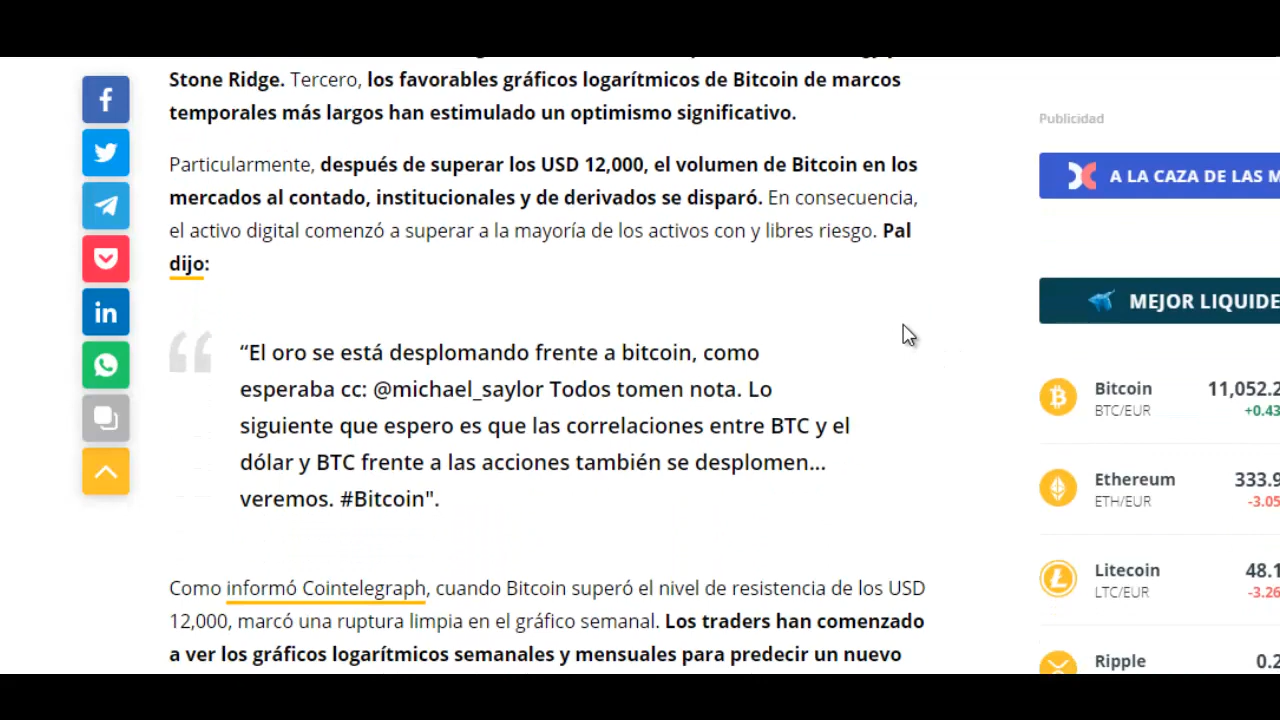 Stone Ridge. Tercero, los favorables gráficos logarítmicos de Bitcoin de marcos
temporales más largos han estimulado un optimismo significativo.
Particularmente, después de superar los USD 12,000, el volumen de Bitcoin en los
mercados al contado, institucionales y de derivados se disparó. En consecuencia,
el activo digital comenzó a superar a la mayoría de los activos con y libres riesgo. Pal
dijo:
“El oro se está desplomando frente a bitcoin, como
esperaba cc: @michael_saylor Todos tomen nota. Lo
siguiente que espero es que las correlaciones entre BTC y el
dólar y BTC frente a las acciones también se desplomen...
veremos. #Bitcoin".
Como informó Cointelegraph, cuando Bitcoin superó el nivel de resistencia de los USD
12,000, marcó una ruptura limpia en el gráfico semanal. Los traders han comenzado
a ver los gráficos logarítmicos semanales y mensuales para predecir un nuevo
Publicidad
A LA CAZA DE LAS M
MEJOR LIQUIDE
Bitcoin 11,052.2
BTC/EUR +0.43
Ethereum 333.9
ETH/EUR -3.05
Litecoin 48.1
LTC/EUR -3.26
Ripple 0.2